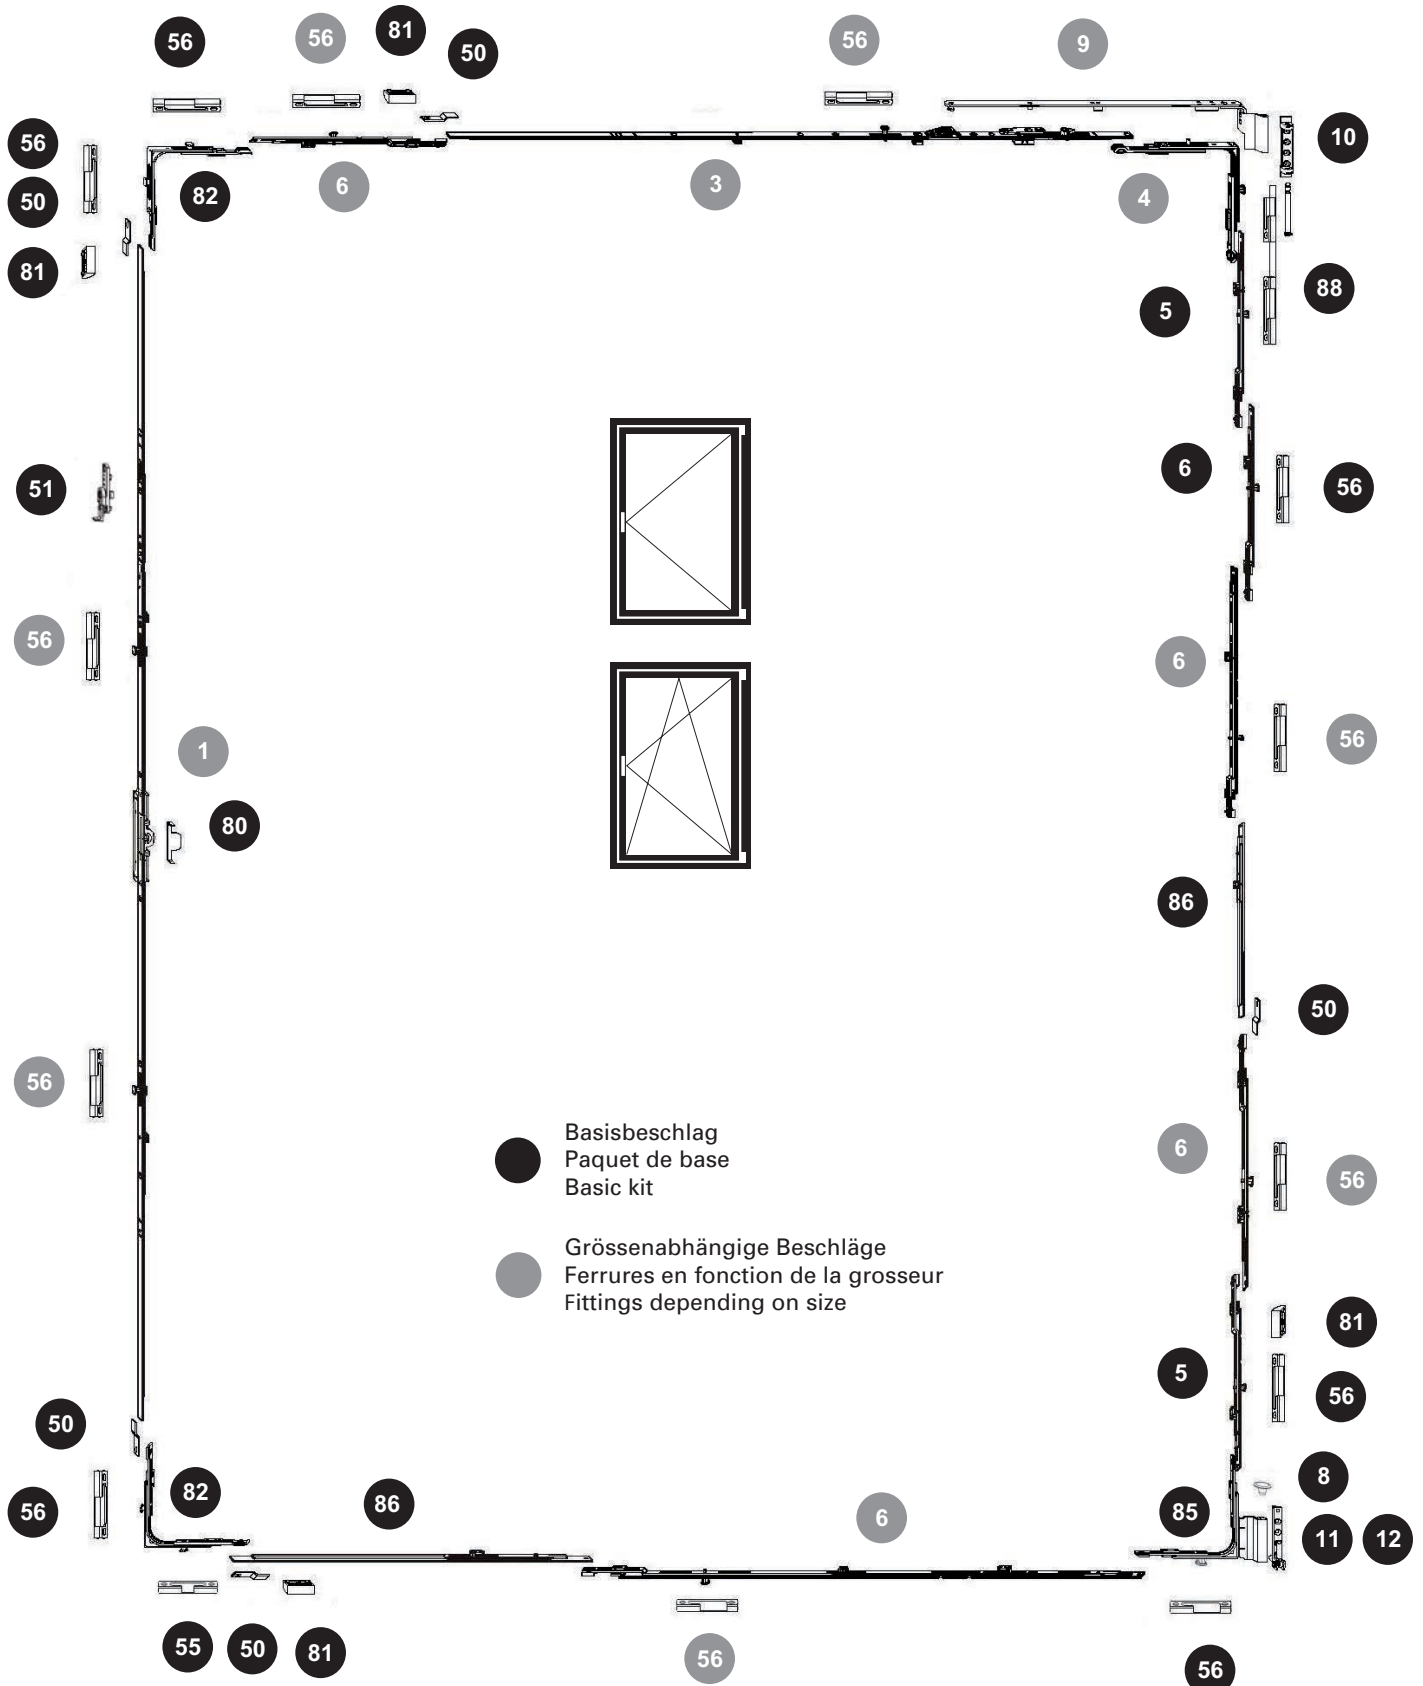 56 56 81 50 56 9
56 10
50 82 6 3 4
81 88
5
51 6 56
56 6
1 56
80
86
50
56
Basisbeschlag
Paquet de base
Basic kit
6 56
Grössenabhängige Beschläge
Ferrures en fonction de la grosseur
Fittings depending on size
81
5 56
50
8
56 82 86 6 85 11 12
55 50 81 56 56